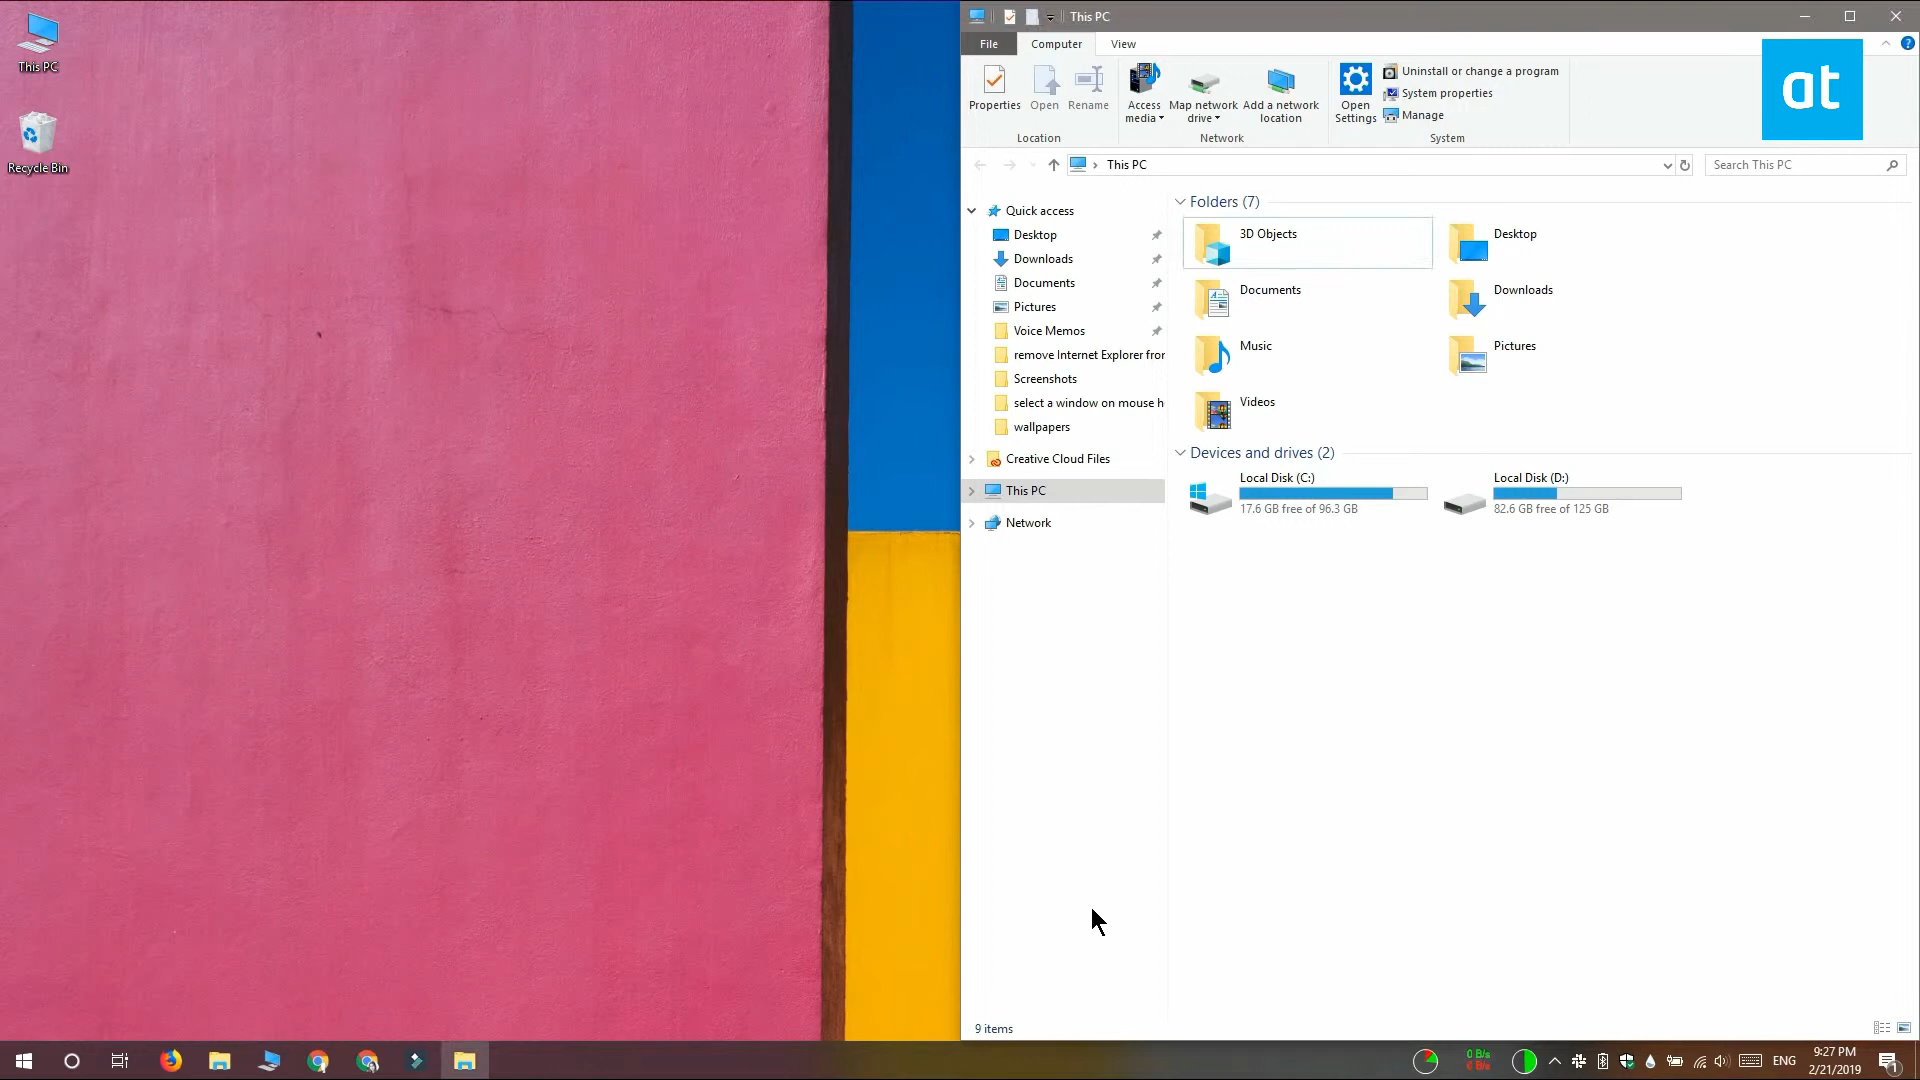 This PC
Recycle Bin
This PC
File
Computer
View
Properties
Open
Rename
Access media
Map network drive
Add a network location
Open Settings
Uninstall or change a program
System properties
Manage
Location
Network
System
at
This PC
Search This PC
Quick access
Desktop
Downloads
Documents
Pictures
Voice Memos
remove Internet Explorer from
Screenshots
select a window on mouse h
wallpapers
Creative Cloud Files
This PC
Network
Folders (7)
3D Objects
Desktop
Documents
Downloads
Music
Pictures
Videos
Devices and drives (2)
Local Disk (C:)
17.6 GB free of 96.3 GB
Local Disk (D:)
82.6 GB free of 125 GB
9 items
0 B/s
0 B/s
ENG
9:27 PM
2/21/2019
1